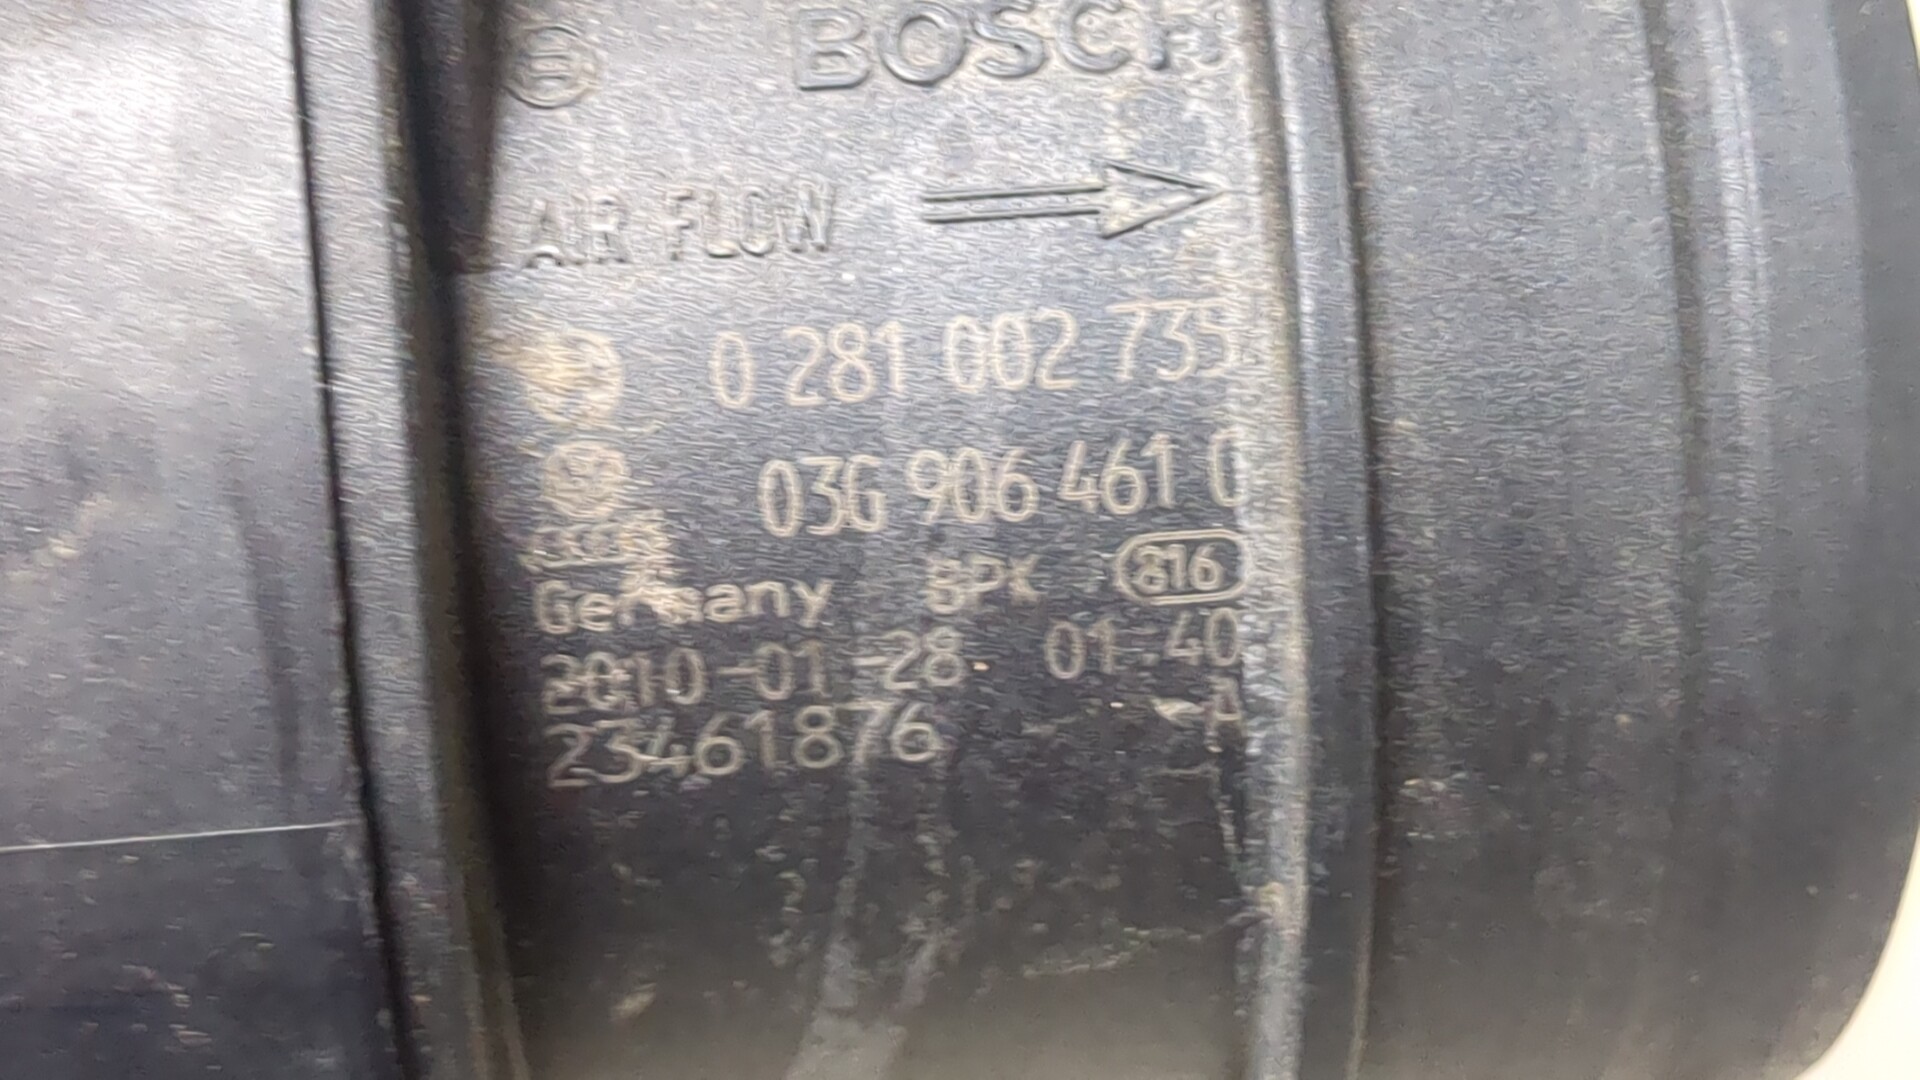 BOSCH
AIR FLOW
0 281 002 735
03G 906 461 C
Germany BPK 816
2010-01-28 01:40
23461876 -A